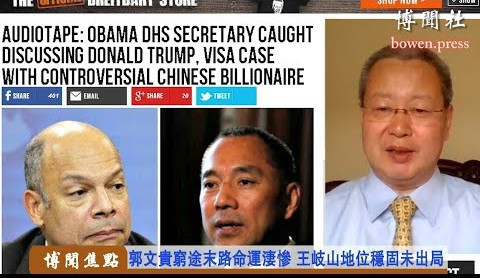 THE OFFICIAL BREITBART STORE
AUDIOTAPE: OBAMA DHS SECRETARY CAUGHT
DISCUSSING DONALD TRUMP, VISA CASE
WITH CONTROVERSIAL CHINESE BILLIONAIRE
SHARE 401 EMAIL SHARE 20 TWEET
博聞社
bowen.press
博聞焦點 郭文貴窮途末路命運淒慘 王岐山地位穩固未出局